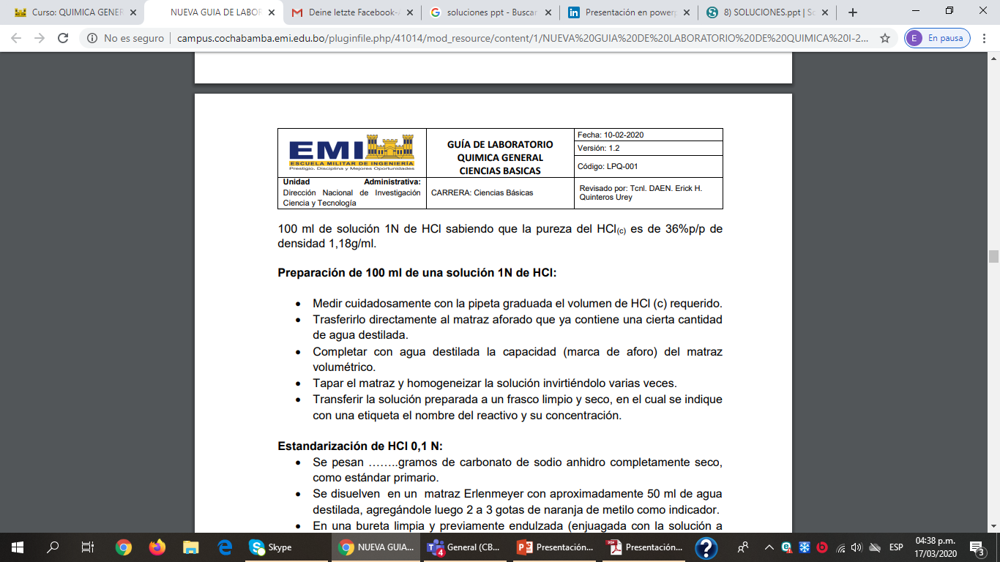 Curso: QUIMICA GENER
NUEVA GUIA DE LABOR
Deine letzte Facebook-
soluciones ppt - Buscar
Presentación en powerp
8) SOLUCIONES.ppt | Sc
No es seguro | campus.cochabamba.emi.edu.bo/pluginfile.php/41014/mod_resource/content/1/NUEVA%20GUIA%20DE%20LABORATORIO%20DE%20QUIMICA%20I-2...
E En pausa
EMI
ESCUELA MILITAR DE INGENIERÍA
Prestigio, Disciplina y Mejores Oportunidades
GUÍA DE LABORATORIO
QUIMICA GENERAL
CIENCIAS BASICAS
Fecha: 10-02-2020
Versión: 1.2
Código: LPQ-001
Unidad Administrativa:
Dirección Nacional de Investigación
Ciencia y Tecnología
CARRERA: Ciencias Básicas
Revisado por: Tcnl. DAEN. Erick H.
Quinteros Urey
100 ml de solución 1N de HCl sabiendo que la pureza del HCl(c) es de 36%p/p de
densidad 1,18g/ml.
Preparación de 100 ml de una solución 1N de HCl:
• Medir cuidadosamente con la pipeta graduada el volumen de HCl (c) requerido.
• Trasferirlo directamente al matraz aforado que ya contiene una cierta cantidad
de agua destilada.
• Completar con agua destilada la capacidad (marca de aforo) del matraz
volumétrico.
• Tapar el matraz y homogeneizar la solución invirtiéndolo varias veces.
• Transferir la solución preparada a un frasco limpio y seco, en el cual se indique
con una etiqueta el nombre del reactivo y su concentración.
Estandarización de HCl 0,1 N:
• Se pesan ……..gramos de carbonato de sodio anhidro completamente seco,
como estándar primario.
• Se disuelven en un matraz Erlenmeyer con aproximadamente 50 ml de agua
destilada, agregándole luego 2 a 3 gotas de naranja de metilo como indicador.
• En una bureta limpia y previamente endulzada (enjuagada con la solución a
Skype
NUEVA GUIA...
4
General (CB...
Presentación...
Presentación...
ESP
04:38 p.m.
17/03/2020
3